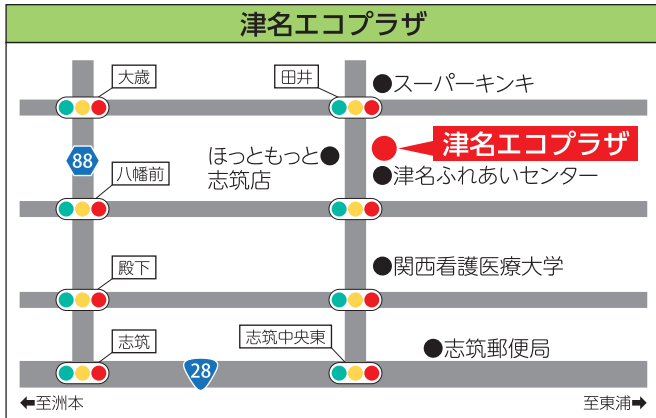 津名エコプラザ
大歳
田井
スーパーキンキ
津名エコプラザ
88
ほっともっと
志筑店
八幡前
津名ふれあいセンター
殿下
関西看護医療大学
志筑
志筑中央東
志筑郵便局
28
←至洲本
至東浦→